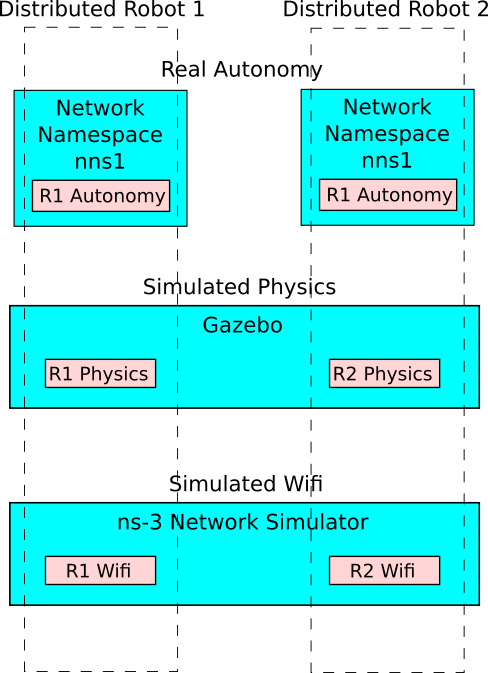 Distributed Robot 1
Distributed Robot 2
Real Autonomy
Network
Namespace
nns1
R1 Autonomy
Network
Namespace
nns1
R1 Autonomy
Simulated Physics
Gazebo
R1 Physics
R2 Physics
Simulated Wifi
ns-3 Network Simulator
R1 Wifi
R2 Wifi